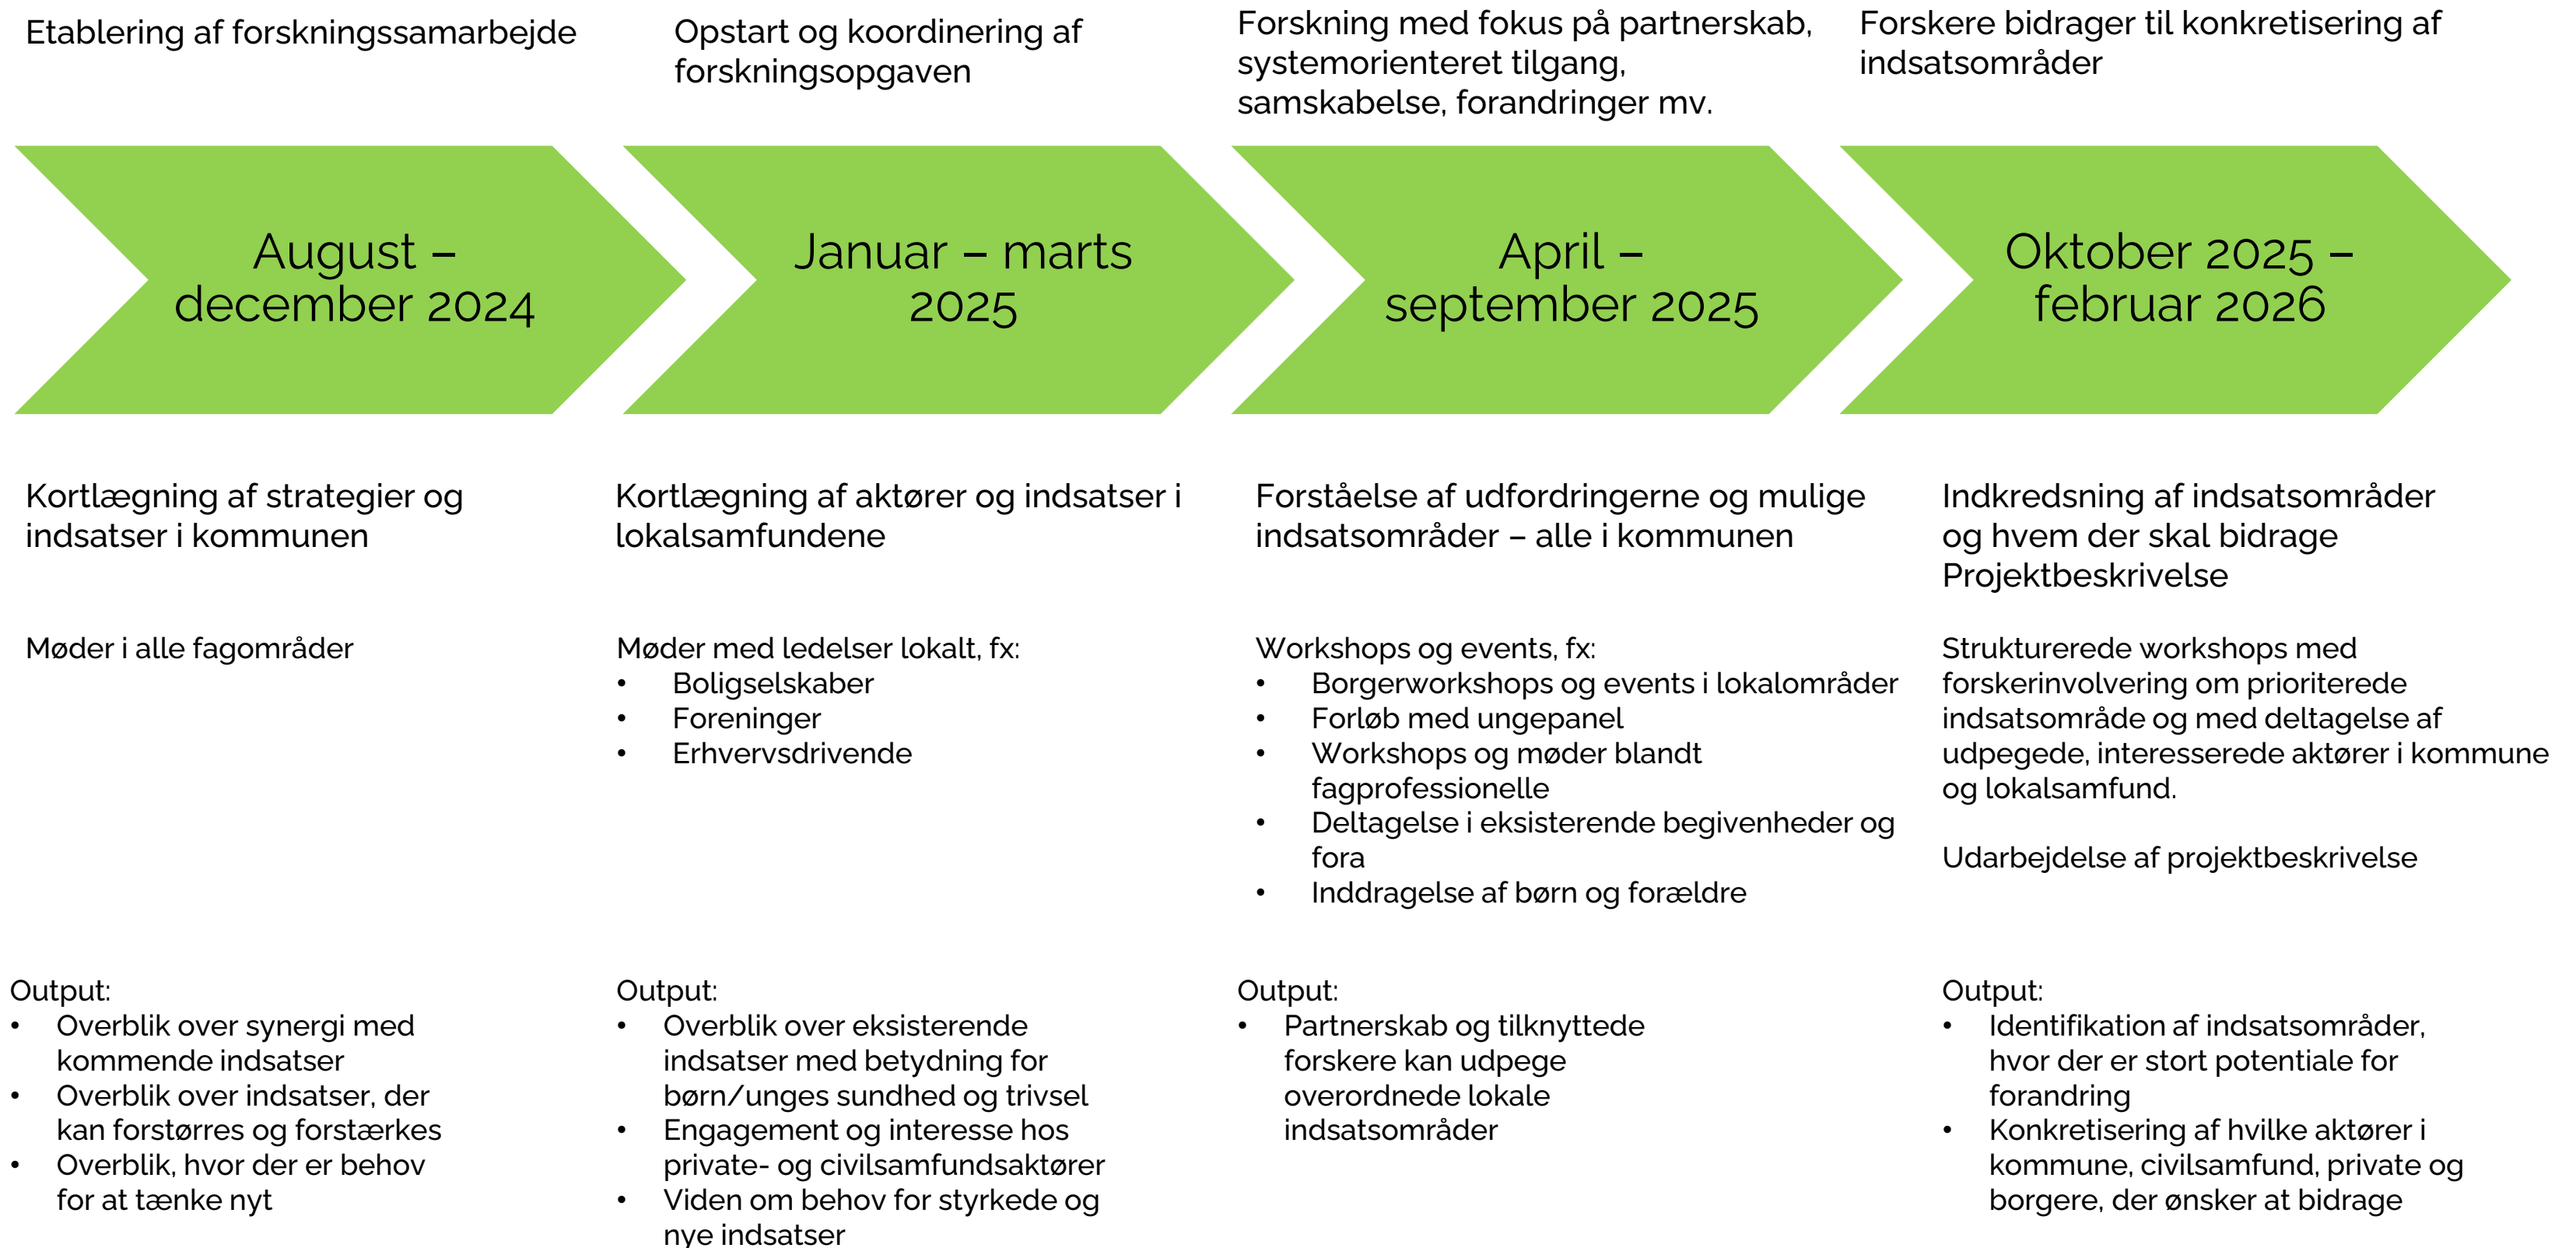 Etablering af forskningssamarbejde
Opstart og koordinering af
forskningsopgaven
Forskning med fokus på partnerskab,
systemorienteret tilgang,
samskabelse, forandringer mv.
Forskere bidrager til konkretisering af
indsatsområder
August –
december 2024
Januar – marts
2025
April –
september 2025
Oktober 2025 –
februar 2026
Kortlægning af strategier og
indsatser i kommunen
Kortlægning af aktører og indsatser i
lokalsamfundene
Forståelse af udfordringerne og mulige
indsatsområder – alle i kommunen
Indkredsning af indsatsområder
og hvem der skal bidrage
Projektbeskrivelse
Møder i alle fagområder
Møder med ledelser lokalt, fx:
• Boligselskaber
• Foreninger
• Erhvervsdrivende
Workshops og events, fx:
• Borgerworkshops og events i lokalområder
• Forløb med ungepanel
• Workshops og møder blandt
fagprofessionelle
• Deltagelse i eksisterende begivenheder og
fora
• Inddragelse af børn og forældre
Strukturerede workshops med
forskerinvolvering om prioriterede
indsatsområde og med deltagelse af
udpegede, interesserede aktører i kommune
og lokalsamfund.
Udarbejdelse af projektbeskrivelse
Output:
• Overblik over synergi med
kommende indsatser
• Overblik over indsatser, der
kan forstørres og forstærkes
• Overblik, hvor der er behov
for at tænke nyt
Output:
• Overblik over eksisterende
indsatser med betydning for
børn/unges sundhed og trivsel
• Engagement og interesse hos
private- og civilsamfundsaktører
• Viden om behov for styrkede og
nye indsatser
Output:
• Partnerskab og tilknyttede
forskere kan udpege
overordnede lokale
indsatsområder
Output:
• Identifikation af indsatsområder,
hvor der er stort potentiale for
forandring
• Konkretisering af hvilke aktører i
kommune, civilsamfund, private og
borgere, der ønsker at bidrage